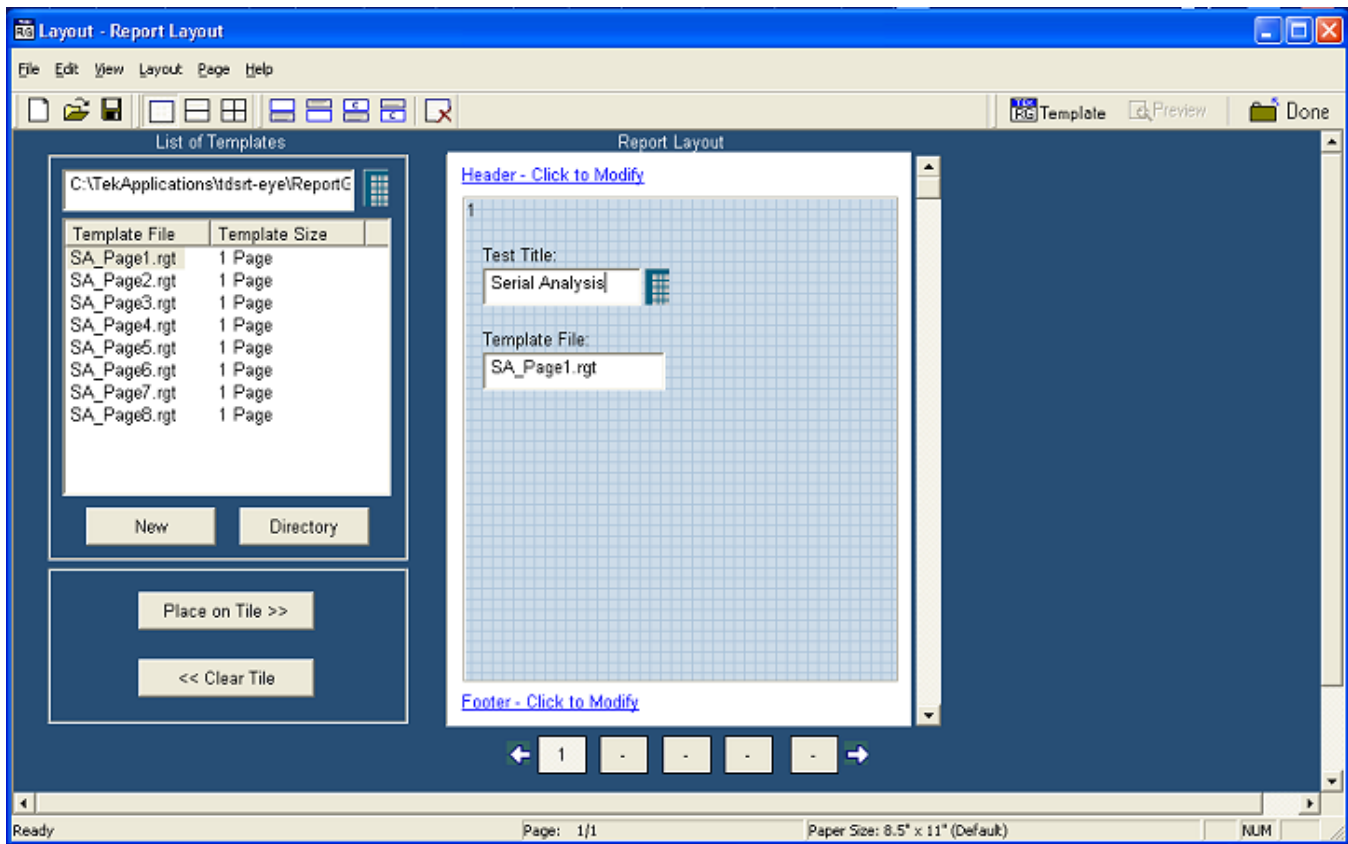 RG Layout - Report Layout
File Edit View Layout Page Help
RG Template Preview Done
List of Templates
Report Layout
C:\TekApplications\tdsrt-eye\ReportG
Header - Click to Modify
1
Template File Template Size
SA_Page1.rgt 1 Page
SA_Page2.rgt 1 Page
SA_Page3.rgt 1 Page
SA_Page4.rgt 1 Page
SA_Page5.rgt 1 Page
SA_Page6.rgt 1 Page
SA_Page7.rgt 1 Page
SA_Page8.rgt 1 Page
Test Title:
Serial Analysis
Template File:
SA_Page1.rgt
New Directory
Place on Tile >>
<< Clear Tile
Footer - Click to Modify
1 - - - -
Ready Page: 1/1 Paper Size: 8.5" x 11" (Default) NUM